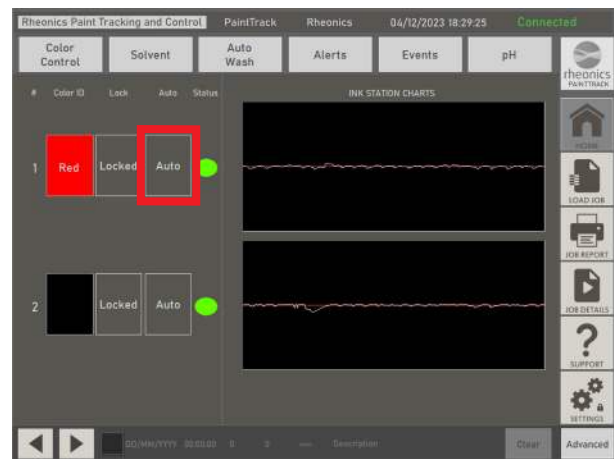 Rheonics Paint Tracking and Control PaintTrack Rheonics 04/12/2023 18:29:25 Connected
Color Control
Solvent
Auto Wash
Alerts
Events
pH
rheonics
PAINTTRACK
# Color ID Lock Auto Status
INK STATION CHARTS
1 Red Locked Auto
2 Locked Auto
HOME
LOAD JOB
JOB REPORT
JOB DETAILS
?
SUPPORT
SETTINGS
DD/MM/YYYY 00:00:00 0 0 Description Clear Advanced